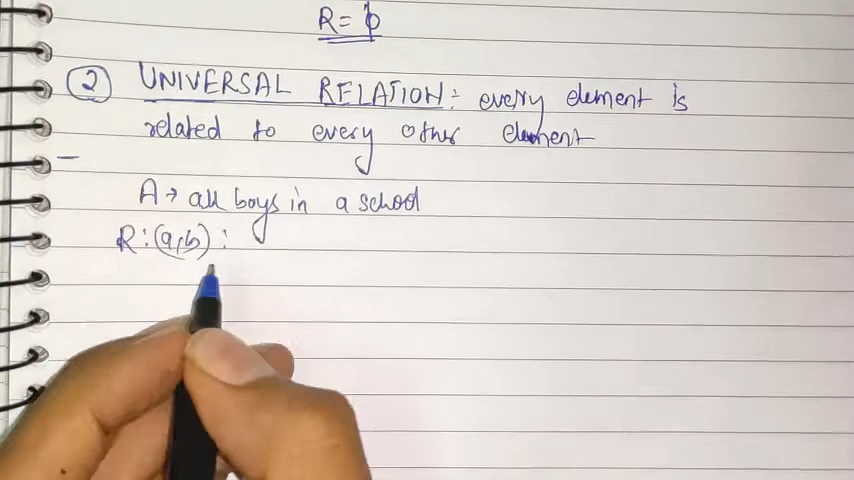 R = ϕ
② UNIVERSAL RELATION: every element is
related to every other element
A → all boys in a school
R : (a,b) :